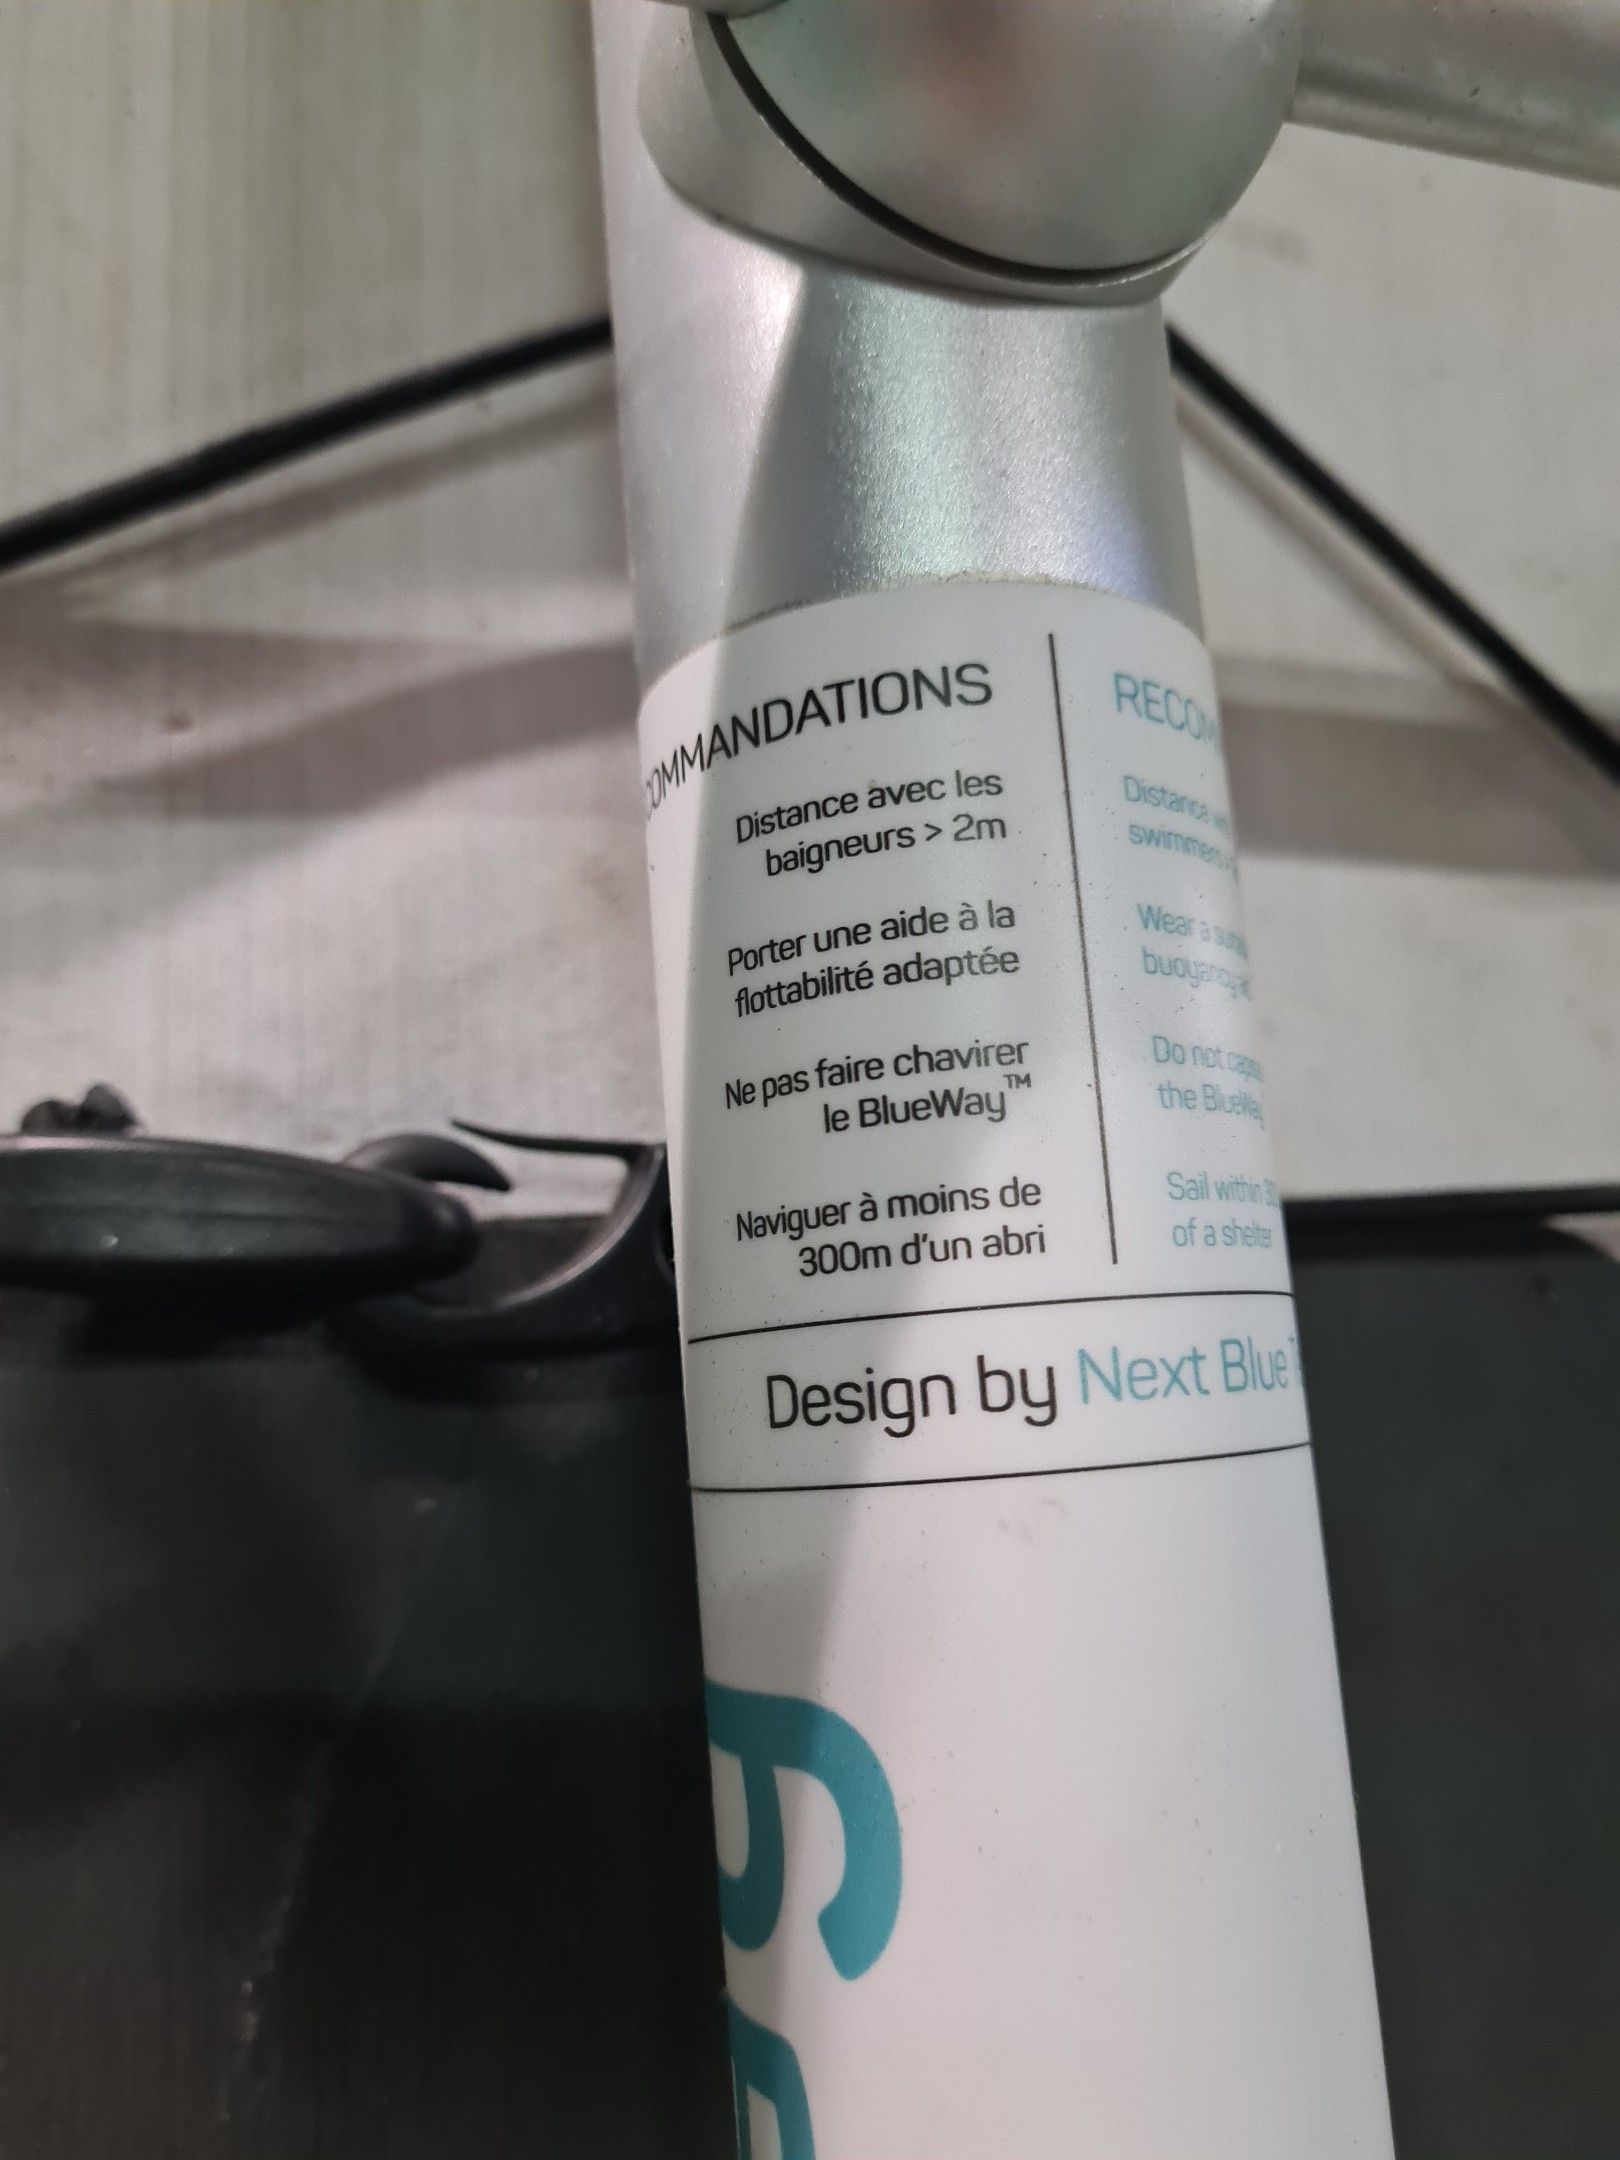 COMMANDATIONS
Distance avec les
baigneurs > 2m
Porter une aide à la
flottabilité adaptée
Ne pas faire chavirer
le BlueWay™
Naviguer à moins de
300m d'un abri
RECOM
Distance
swimmers
Wear a
buoyancy
Do not
the BlueWay
Sail within
of a shelter
Design by Next Blue